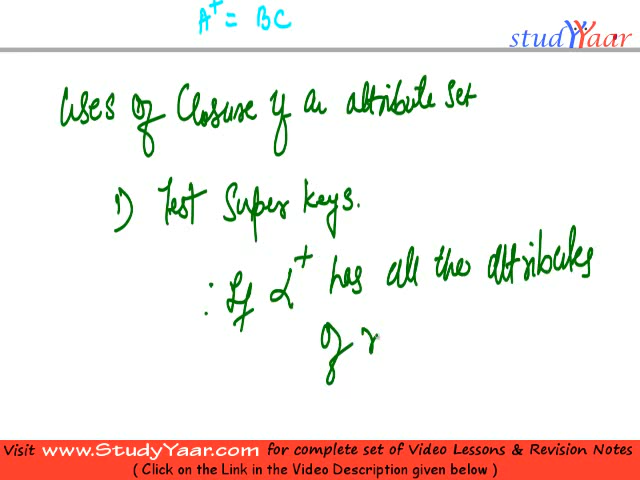 A+ = BC
studYYaar
Uses of Closure of an attribute set
1) Test Super keys.
: If α+ has all the attributes
of r
Visit www.StudyYaar.com for complete set of Video Lessons & Revision Notes
( Click on the Link in the Video Description given below )